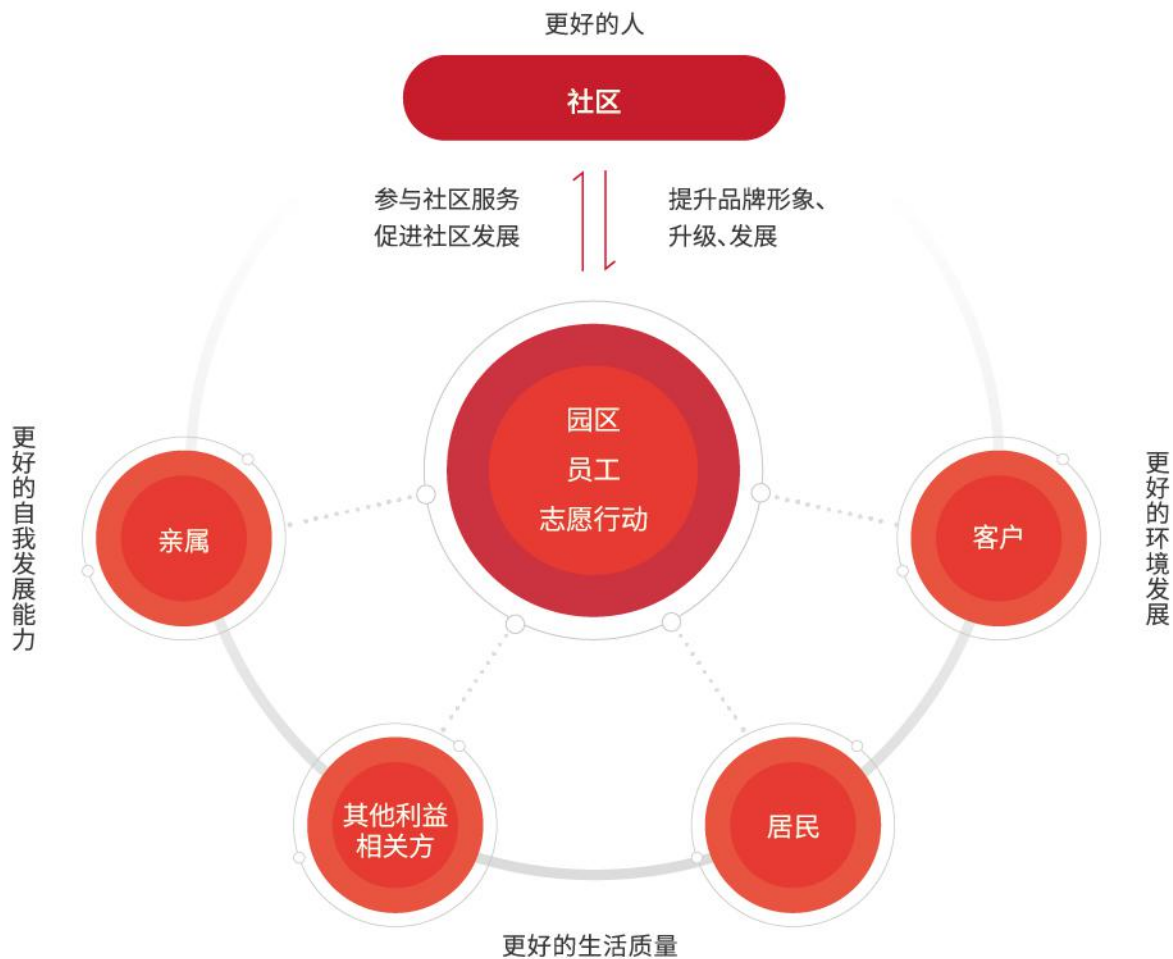 更好的人
社区
参与社区服务
促进社区发展
提升品牌形象、
升级、发展
园区
员工
志愿行动
更好的自我发展能力
亲属
客户
更好的环境发展
其他利益
相关方
居民
更好的生活质量